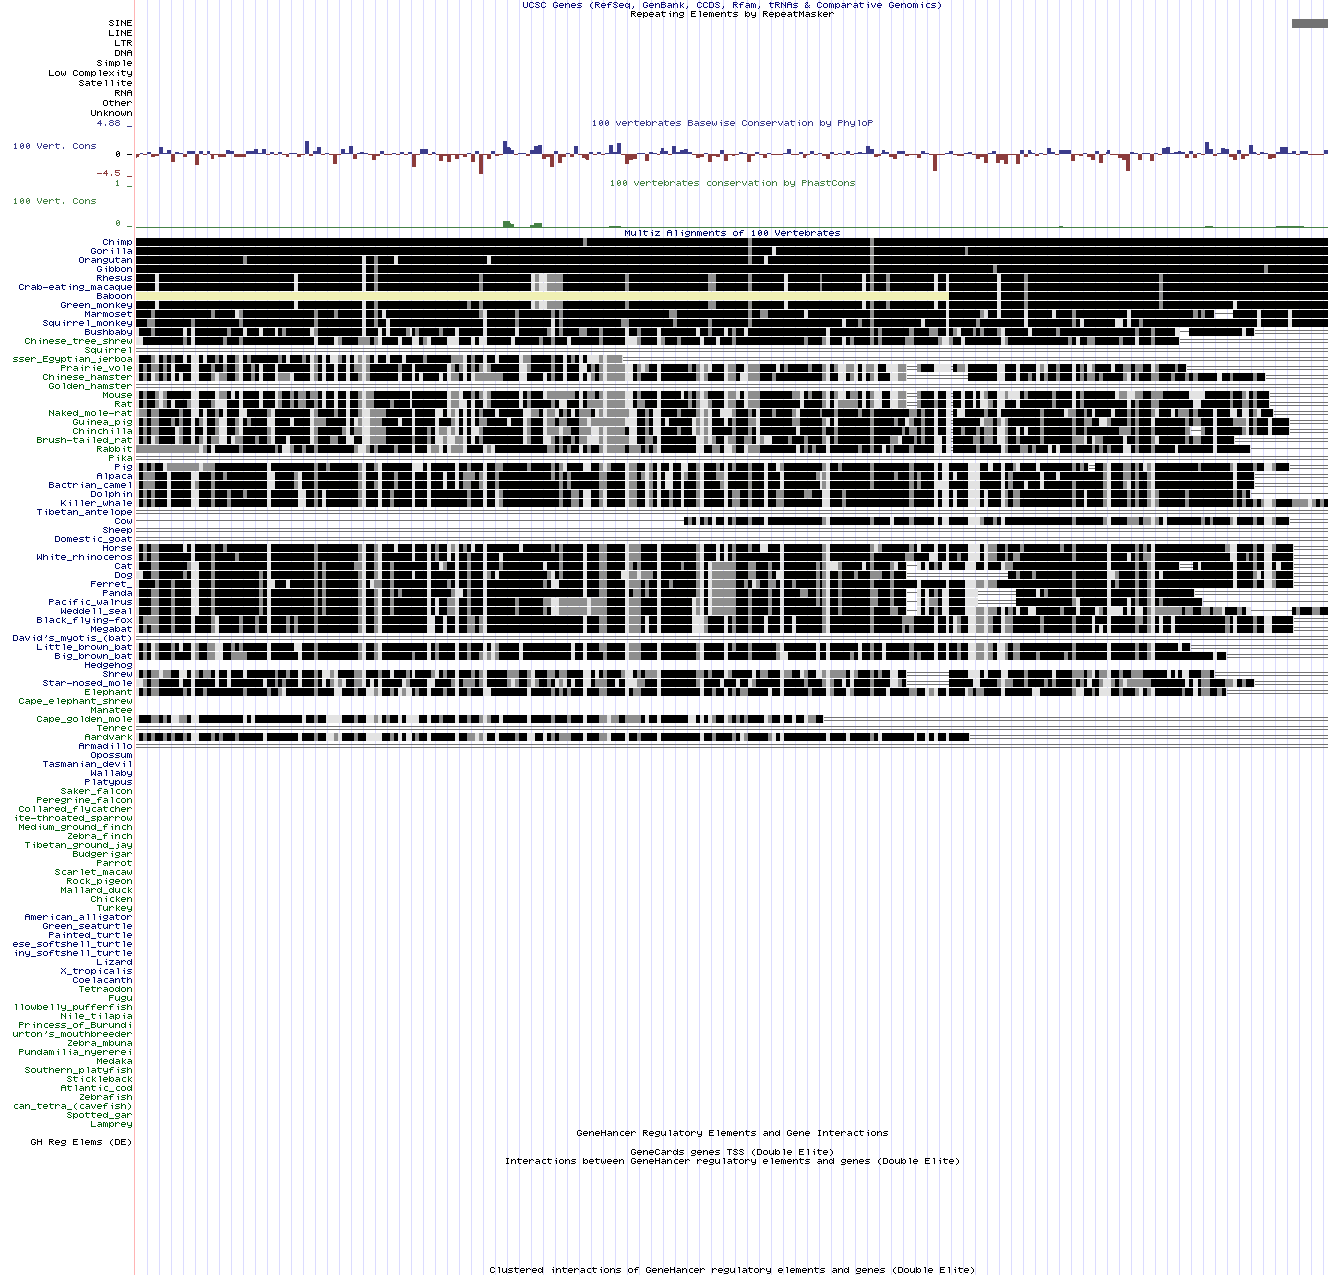 UCSC Genes (RefSeq, GenBank, CCDS, Rfam, tRNAs & Comparative Genomics)
Repeating Elements by RepeatMasker
SINE
LINE
LTR
DNA
Simple
Low Complexity
Satellite
RNA
Other
Unknown
4.88 _
100 vertebrates Basewise Conservation by PhyloP
100 Vert. Cons
0 _
-4.5 _
100 vertebrates conservation by PhastCons
1 _
100 Vert. Cons
0 _
Multiz Alignments of 100 Vertebrates
Chimp
Gorilla
Orangutan
Gibbon
Rhesus
Crab-eating_macaque
Baboon
Green_monkey
Marmoset
Squirrel_monkey
Bushbaby
Chinese_tree_shrew
Squirrel
sser_Egyptian_jerboa
Prairie_vole
Chinese_hamster
Golden_hamster
Mouse
Rat
Naked_mole-rat
Guinea_pig
Chinchilla
Brush-tailed_rat
Rabbit
Pika
Pig
Alpaca
Bactrian_camel
Dolphin
Killer_whale
Tibetan_antelope
Cow
Sheep
Domestic_goat
Horse
White_rhinoceros
Cat
Dog
Ferret_
Panda
Pacific_walrus
Weddell_seal
Black_flying-fox
Megabat
David's_myotis_(bat)
Little_brown_bat
Big_brown_bat
Hedgehog
Shrew
Star-nosed_mole
Elephant
Cape_elephant_shrew
Manatee
Cape_golden_mole
Tenrec
Aardvark
Armadillo
Opossum
Tasmanian_devil
Wallaby
Platypus
Saker_falcon
Peregrine_falcon
Collared_flycatcher
ite-throated_sparrow
Medium_ground_finch
Zebra_finch
Tibetan_ground_jay
Budgerigar
Parrot
Scarlet_macaw
Rock_pigeon
Mallard_duck
Chicken
Turkey
American_alligator
Green_seaturtle
Painted_turtle
ese_softshell_turtle
iny_softshell_turtle
Lizard
X_tropicalis
Coelacanth
Tetraodon
Fugu
llowbelly_pufferfish
Nile_tilapia
Princess_of_Burundi
urton's_mouthbreeder
Zebra_mbuna
Pundamilia_nyererei
Medaka
Southern_platyfish
Stickleback
Atlantic_cod
Zebrafish
can_tetra_(cavefish)
Spotted_gar
Lamprey
GeneHancer Regulatory Elements and Gene Interactions
GH Reg Elems (DE)
GeneCards genes TSS (Double Elite)
Interactions between GeneHancer regulatory elements and genes (Double Elite)
Clustered interactions of GeneHancer regulatory elements and genes (Double Elite)